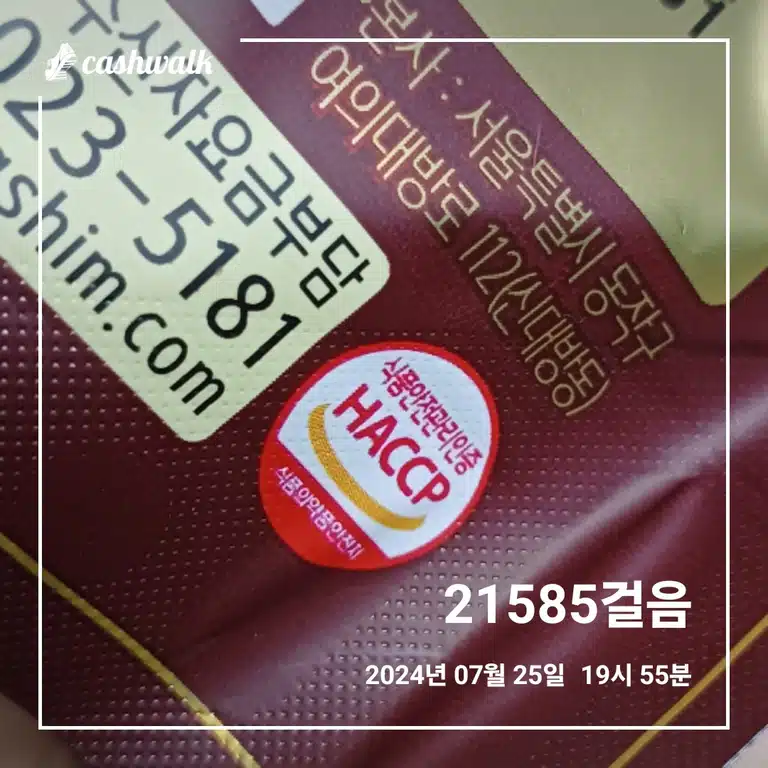 cashwalk
수신자요금부담
023-5181
ashim.com
본사 : 서울특별시 동작구
여의대방로 112(신대방동)
식품안전관리인증
HACCP
식품의약품안전처
21585걸음
2024년 07월 25일 19시 55분